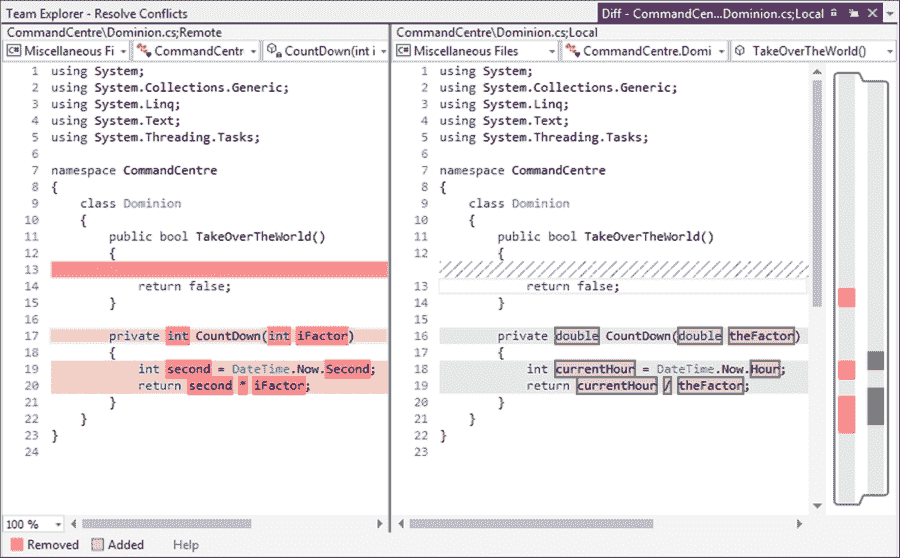 Team Explorer - Resolve Conflicts
Diff - CommandCen...Dominion.cs;Local
CommandCentre\Dominion.cs;Remote
Miscellaneous Fi
CommandCentr
CountDown(int i
1 using System;
2 using System.Collections.Generic;
3 using System.Linq;
4 using System.Text;
5 using System.Threading.Tasks;
6
7 namespace CommandCentre
8 {
9 class Dominion
10 {
11 public bool TakeOverTheWorld()
12 {
13
14 return false;
15 }
16
17 private int CountDown(int iFactor)
18 {
19 int second = DateTime.Now.Second;
20 return second * iFactor;
21 }
22 }
23 }
24
CommandCentre\Dominion.cs;Local
Miscellaneous Files
CommandCentre.Domi
TakeOverTheWorld()
1 using System;
2 using System.Collections.Generic;
3 using System.Linq;
4 using System.Text;
5 using System.Threading.Tasks;
6
7 namespace CommandCentre
8 {
9 class Dominion
10 {
11 public bool TakeOverTheWorld()
12 {
13 return false;
14 }
15
16 private double CountDown(double theFactor)
17 {
18 int currentHour = DateTime.Now.Hour;
19 return currentHour / theFactor;
20 }
21 }
22 }
23
100 %
Removed
Added
Help